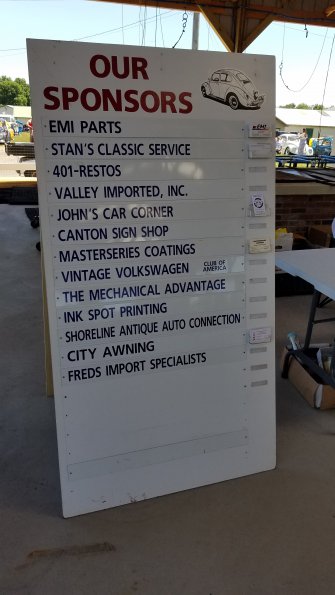 OUR
SPONSORS
EMI PARTS
STAN'S CLASSIC SERVICE
401-RESTOS
VALLEY IMPORTED, INC.
JOHN'S CAR CORNER
CANTON SIGN SHOP
MASTERSERIES COATINGS
VINTAGE VOLKSWAGEN CLUB OF AMERICA
THE MECHANICAL ADVANTAGE
INK SPOT PRINTING
SHORELINE ANTIQUE AUTO CONNECTION
CITY AWNING
FREDS IMPORT SPECIALISTS
EMI